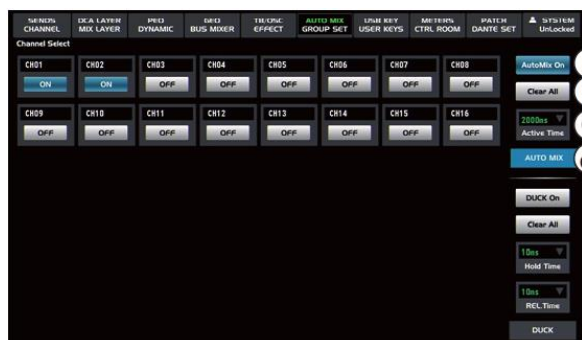 SENDS CHANNEL
DCA LAYER MIX LAYER
PEQ DYNAMIC
GEQ BUS MIXER
TB/OSC EFFECT
AUTO MIX GROUP SET
USB KEY USER KEYS
METERS CTRL ROOM
PATCH DANTE SET
SYSTEM UnLocked
Channel Select
CH01 CH02 CH03 CH04 CH05 CH06 CH07 CH08
ON ON OFF OFF OFF OFF OFF OFF
CH09 CH10 CH11 CH12 CH13 CH14 CH15 CH16
OFF OFF OFF OFF OFF OFF OFF OFF
AutoMix On
Clear All
2000ms
Active Time
AUTO MIX
DUCK On
Clear All
10ms
Hold Time
10ms
REL.Time
DUCK